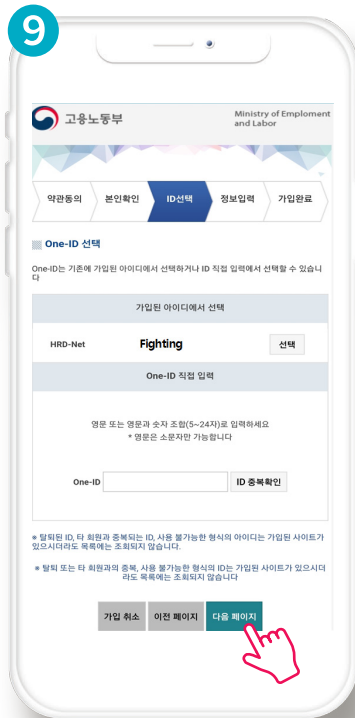 9
고용노동부
Ministry of Emploment
and Labor
약관동의 본인확인 ID선택 정보입력 가입완료
One-ID 선택
One-ID는 기존에 가입된 아이디에서 선택하거나 ID 직접 입력에서 선택할 수 있습니
다
가입된 아이디에서 선택
HRD-Net Fighting 선택
One-ID 직접 입력
영문 또는 영문과 숫자 조합(5~24자)로 입력하세요
* 영문은 소문자만 가능합니다
One-ID ID 중복확인
※ 탈퇴된 ID, 타 회원과 중복되는 ID, 사용 불가능한 형식의 아이디는 가입된 사이트가
있으시더라도 목록에는 조회되지 않습니다.
※ 탈퇴 또는 타 회원과의 중복, 사용 불가능한 형식의 ID는 가입된 사이트가 있으시더
라도 목록에는 조회되지 않습니다
가입 취소 이전 페이지 다음 페이지